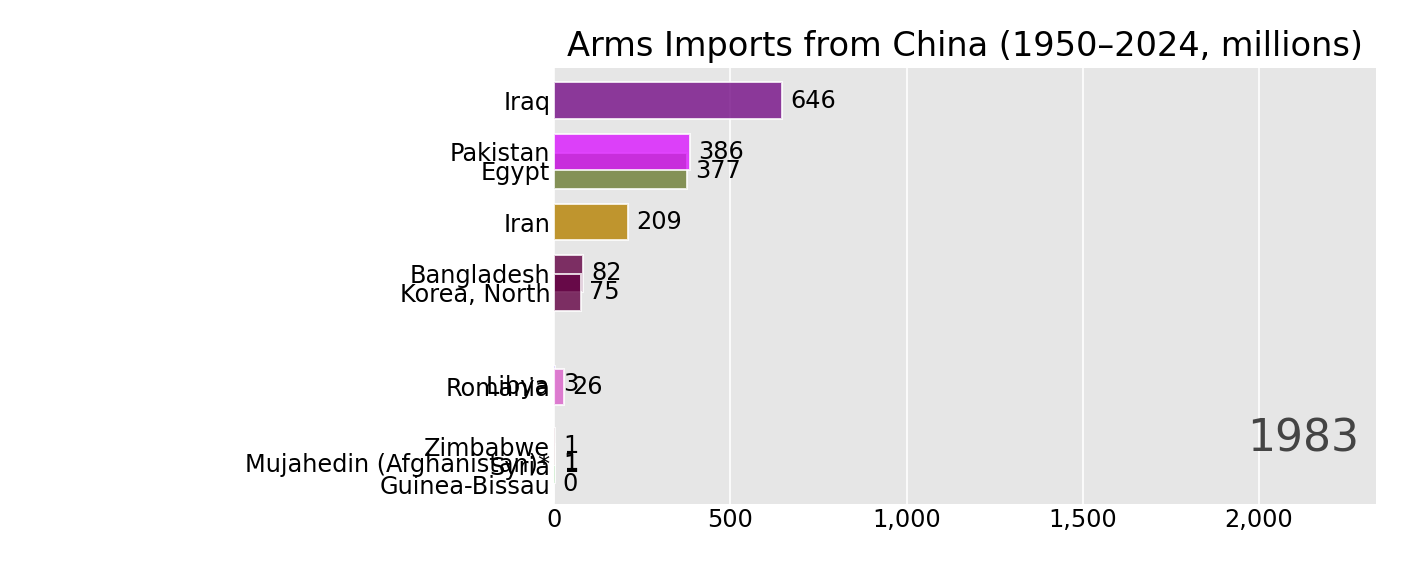 Arms Imports from China (1950–2024, millions)
Iraq 646
Pakistan 386
Egypt 377
Iran 209
Bangladesh 82
Korea, North 75
Libya 3
Romania 26
Zimbabwe 1
Mujahedin (Afghanistan)* 1
Syria 1
Guinea-Bissau 0
1983
0 500 1,000 1,500 2,000